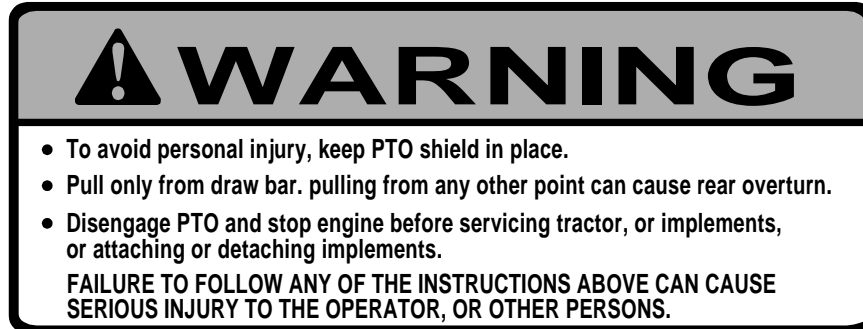 WARNING
• To avoid personal injury, keep PTO shield in place.
• Pull only from draw bar. pulling from any other point can cause rear overturn.
• Disengage PTO and stop engine before servicing tractor, or implements,
or attaching or detaching implements.
FAILURE TO FOLLOW ANY OF THE INSTRUCTIONS ABOVE CAN CAUSE
SERIOUS INJURY TO THE OPERATOR, OR OTHER PERSONS.